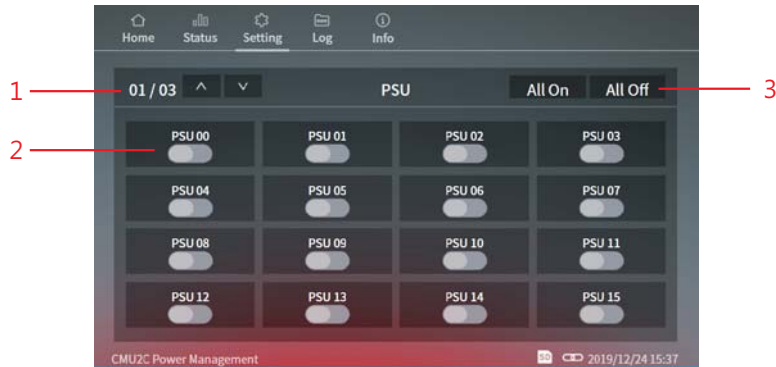 Home Status Setting Log Info
1 01 / 03 PSU All On All Off 3
PSU 00 PSU 01 PSU 02 PSU 03
2
PSU 04 PSU 05 PSU 06 PSU 07
PSU 08 PSU 09 PSU 10 PSU 11
PSU 12 PSU 13 PSU 14 PSU 15
CMU2C Power Management SD 2019/12/24 15:37